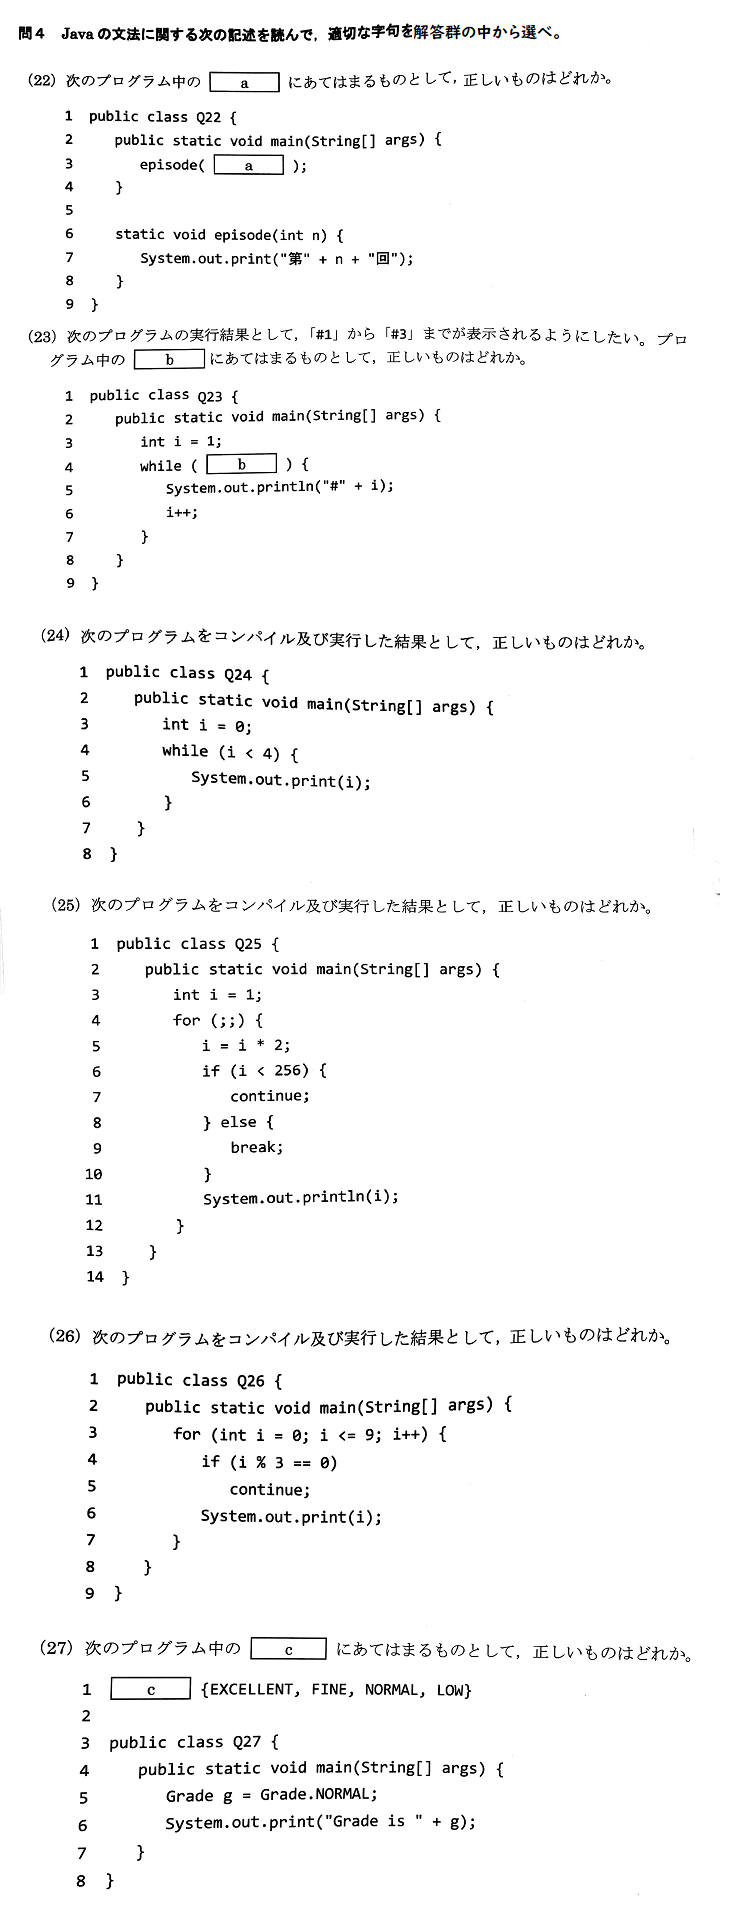 問４　Javaの文法に関する次の記述を読んで，適切な字句を解答群の中から選べ。
(22) 次のプログラム中の a にあてはまるものとして，正しいものはどれか。
1 public class Q22 {
2 public static void main(String[] args) {
3 episode( a );
4 }
5
6 static void episode(int n) {
7 System.out.print("第" + n + "回");
8 }
9 }
(23) 次のプログラムの実行結果として，「#1」から「#3」までが表示されるようにしたい。プロ
グラム中の b にあてはまるものとして，正しいものはどれか。
1 public class Q23 {
2 public static void main(String[] args) {
3 int i = 1;
4 while ( b ) {
5 System.out.println("#" + i);
6 i++;
7 }
8 }
9 }
(24) 次のプログラムをコンパイル及び実行した結果として，正しいものはどれか。
1 public class Q24 {
2 public static void main(String[] args) {
3 int i = 0;
4 while (i < 4) {
5 System.out.print(i);
6 }
7 }
8 }
(25) 次のプログラムをコンパイル及び実行した結果として，正しいものはどれか。
1 public class Q25 {
2 public static void main(String[] args) {
3 int i = 1;
4 for (;;) {
5 i = i * 2;
6 if (i < 256) {
7 continue;
8 } else {
9 break;
10 }
11 System.out.println(i);
12 }
13 }
14 }
(26) 次のプログラムをコンパイル及び実行した結果として，正しいものはどれか。
1 public class Q26 {
2 public static void main(String[] args) {
3 for (int i = 0; i <= 9; i++) {
4 if (i % 3 == 0)
5 continue;
6 System.out.print(i);
7 }
8 }
9 }
(27) 次のプログラム中の c にあてはまるものとして，正しいものはどれか。
1 c {EXCELLENT, FINE, NORMAL, LOW}
2
3 public class Q27 {
4 public static void main(String[] args) {
5 Grade g = Grade.NORMAL;
6 System.out.print("Grade is " + g);
7 }
8 }